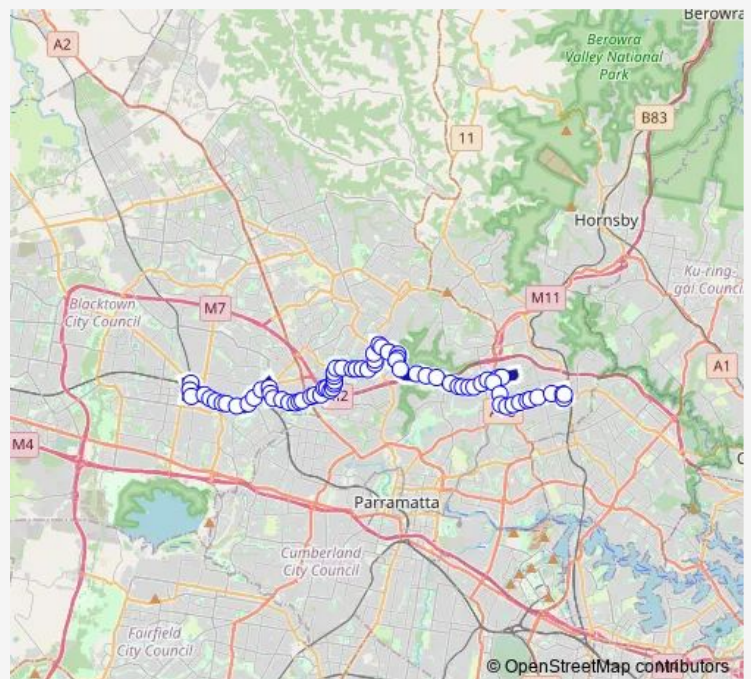 Berowra
A2
Berowra
Valley National
Park
11
B83
Hornsby
Ku-ring-
gai Counci
Blacktown
City Council
M7
M11
A1
M4
Parramatta
Cumberland
City Council
Fairfield
City Council
© OpenStreetMap contributors